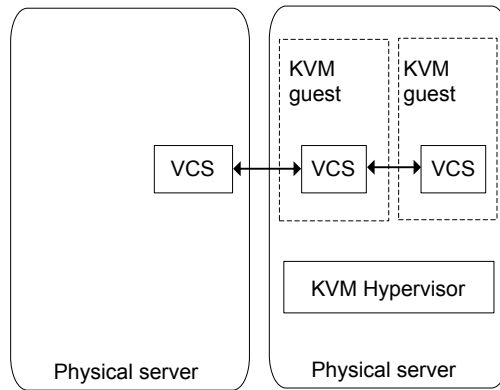 KVM
guest
KVM
guest
VCS
VCS
VCS
KVM Hypervisor
Physical server
Physical server